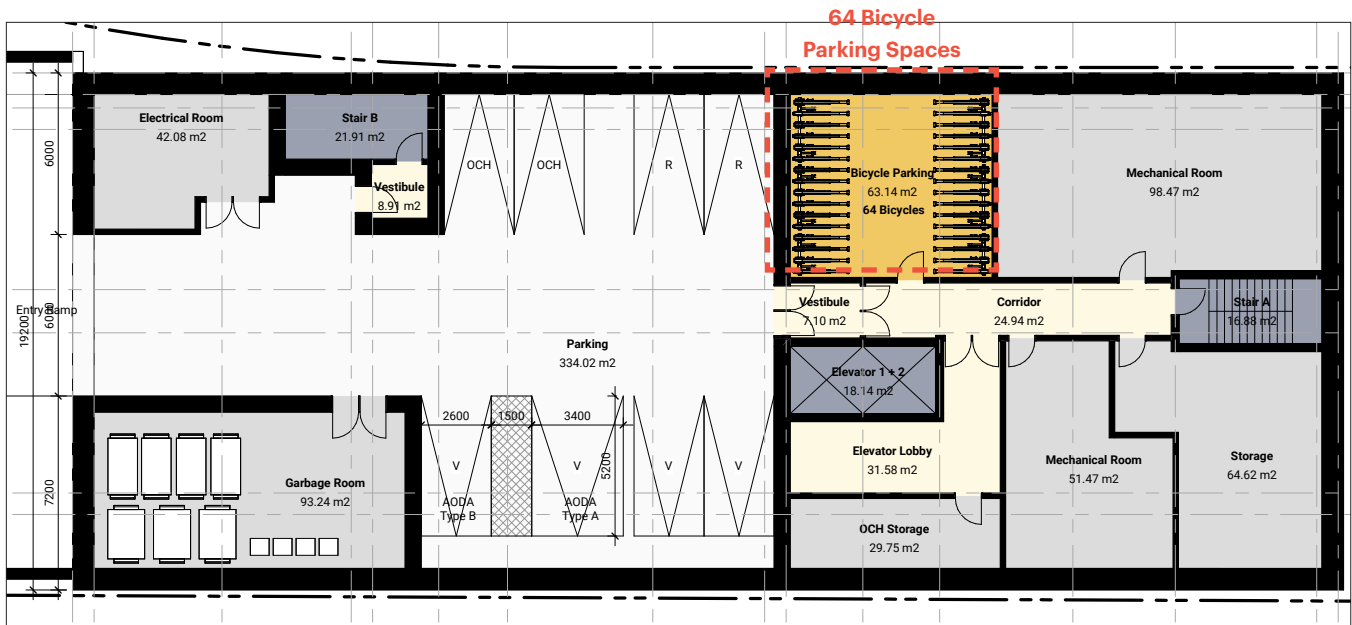 64 Bicycle
Parking Spaces
Electrical Room
42.08 m2
Stair B
21.91 m2
Vestibule
8.91 m2
OCH
OCH
R
R
Bicycle Parking
63.14 m2
64 Bicycles
Mechanical Room
98.47 m2
6000
Entry Ramp
6000
19200
7200
Vestibule
7.10 m2
Corridor
24.94 m2
Stair A
16.88 m2
Parking
334.02 m2
Elevator 1 + 2
18.14 m2
2600
1500
3400
5200
V
AODA
Type B
V
AODA
Type A
V
V
Garbage Room
93.24 m2
Elevator Lobby
31.58 m2
Mechanical Room
51.47 m2
Storage
64.62 m2
OCH Storage
29.75 m2